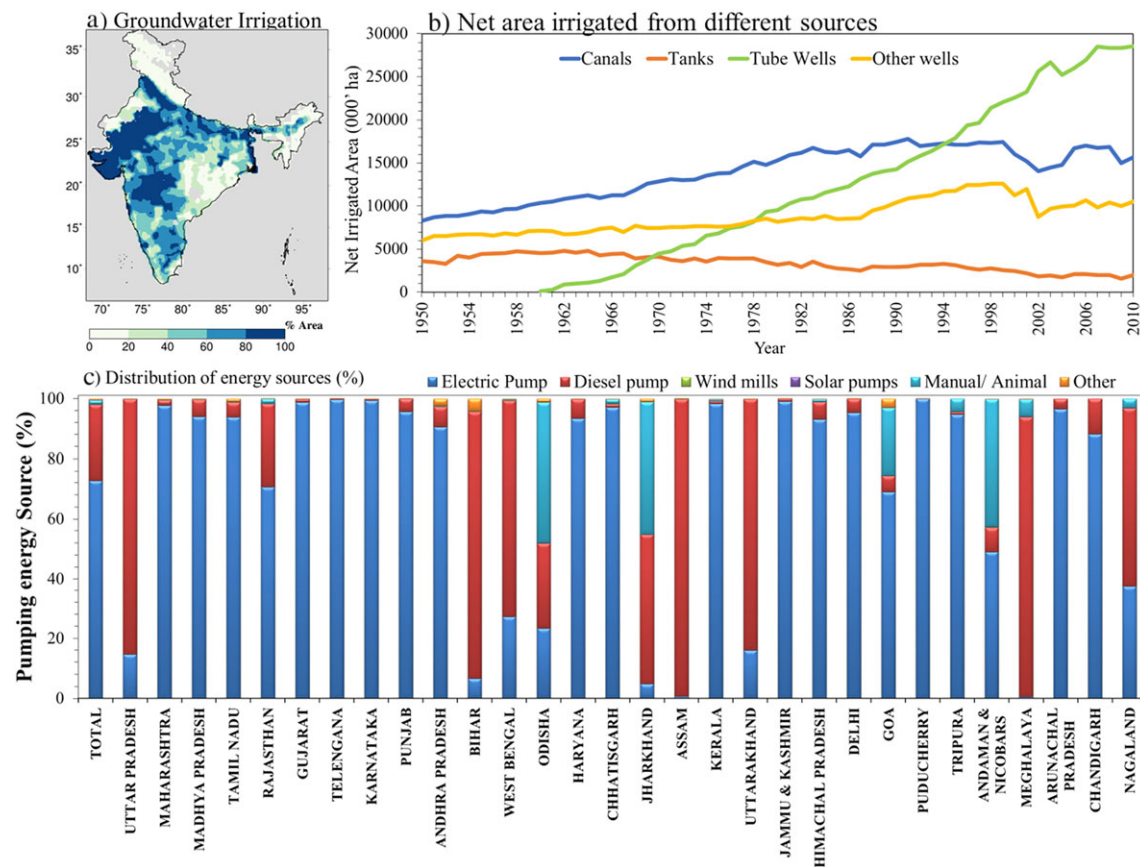 a) Groundwater Irrigation
35°
30°
25°
20°
15°
10°
70° 75° 80° 85° 90° 95°
% Area
0 20 40 60 80 100
b) Net area irrigated from different sources
Canals Tanks Tube Wells Other wells
Net Irrigated Area (000' ha)
30000
25000
20000
15000
10000
5000
0
1950 1954 1958 1962 1966 1970 1974 1978 1982 1986 1990 1994 1998 2002 2006 2010
Year
c) Distribution of energy sources (%)
Electric Pump Diesel pump Wind mills Solar pumps Manual/ Animal Other
Pumping energy Source (%)
100
80
60
40
20
0
TOTAL
UTTAR PRADESH
MAHARASHTRA
MADHYA PRADESH
TAMIL NADU
RAJASTHAN
GUJARAT
TELENGANA
KARNATAKA
PUNJAB
ANDHRA PRADESH
BIHAR
WEST BENGAL
ODISHA
HARYANA
CHHATISGARH
JHARKHAND
ASSAM
KERALA
UTTARAKHAND
JAMMU & KASHMIR
HIMACHAL PRADESH
DELHI
GOA
PUDUCHERRY
TRIPURA
ANDAMAN &
NICOBARS
MEGHALAYA
ARUNACHAL
PRADESH
CHANDIGARH
NAGALAND